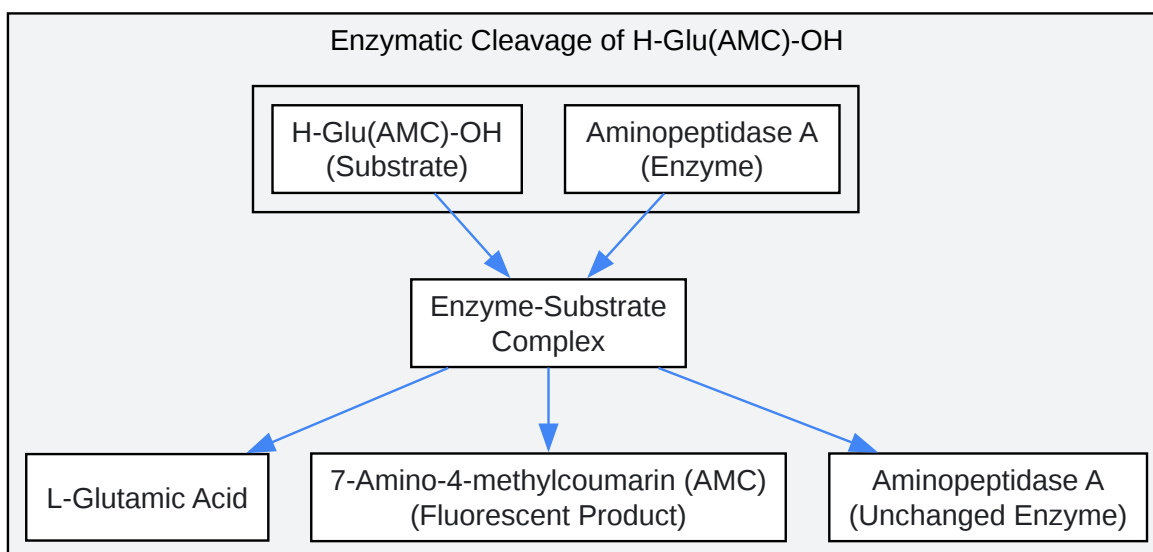 Enzymatic Cleavage of H-Glu(AMC)-OH
H-Glu(AMC)-OH
(Substrate)
Aminopeptidase A
(Enzyme)
Enzyme-Substrate
Complex
L-Glutamic Acid
7-Amino-4-methylcoumarin (AMC)
(Fluorescent Product)
Aminopeptidase A
(Unchanged Enzyme)